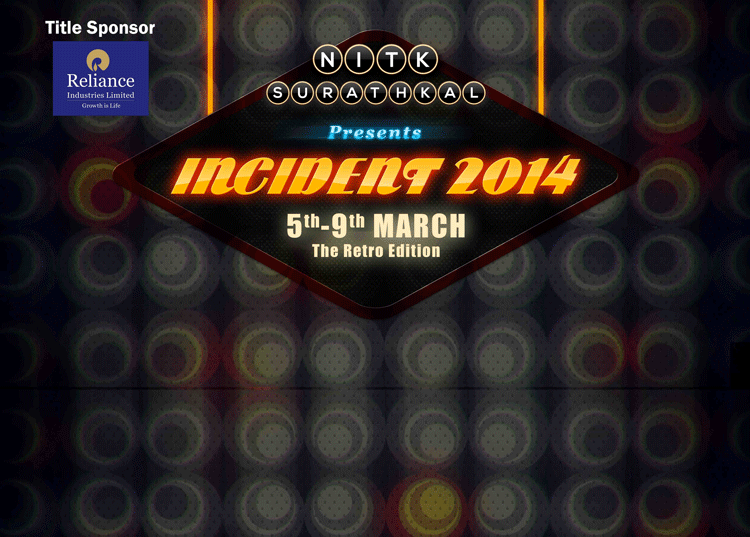 Title Sponsor
Reliance
Industries Limited
Growth is Life
NITK
SURATHKAL
Presents
INCIDENT 2014
5th-9th MARCH
The Retro Edition